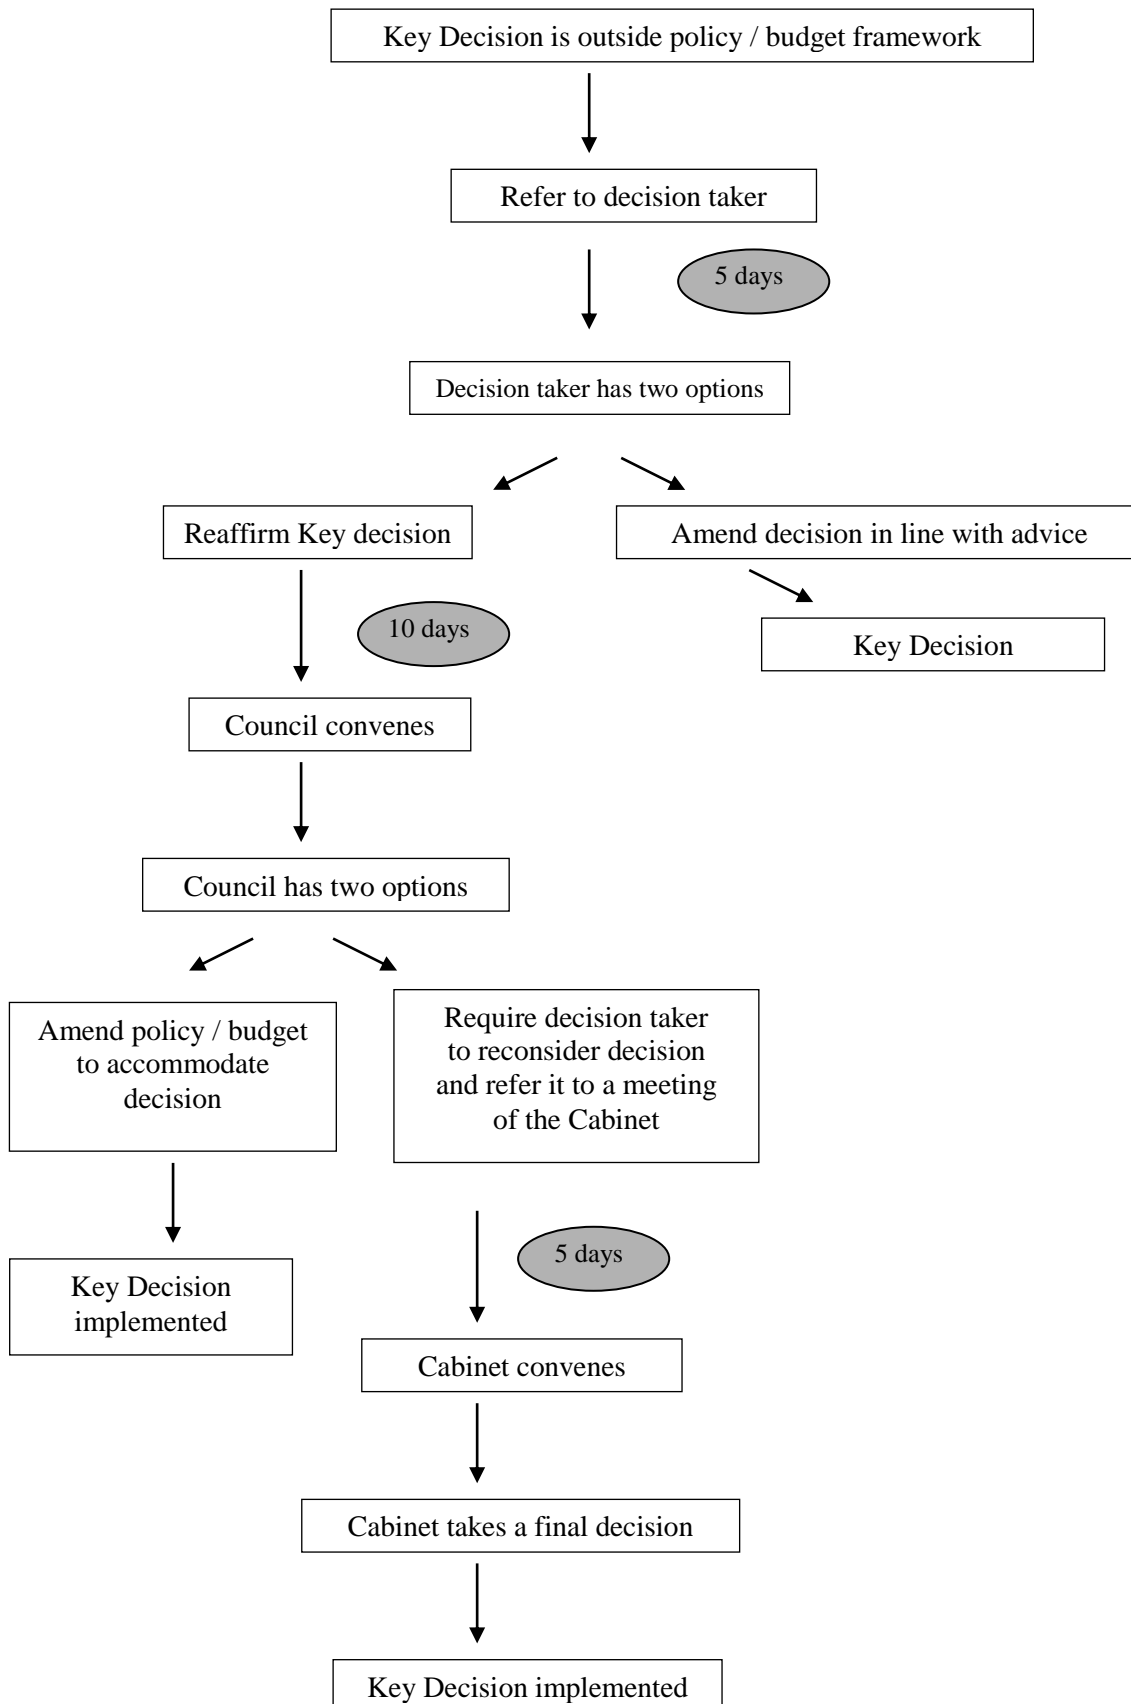 Key Decision is outside policy / budget framework
Refer to decision taker
5 days
Decision taker has two options
Reaffirm Key decision
Amend decision in line with advice
10 days
Key Decision
Council convenes
Council has two options
Amend policy / budget
to accommodate
decision
Require decision taker
to reconsider decision
and refer it to a meeting
of the Cabinet
5 days
Key Decision
implemented
Cabinet convenes
Cabinet takes a final decision
Key Decision implemented